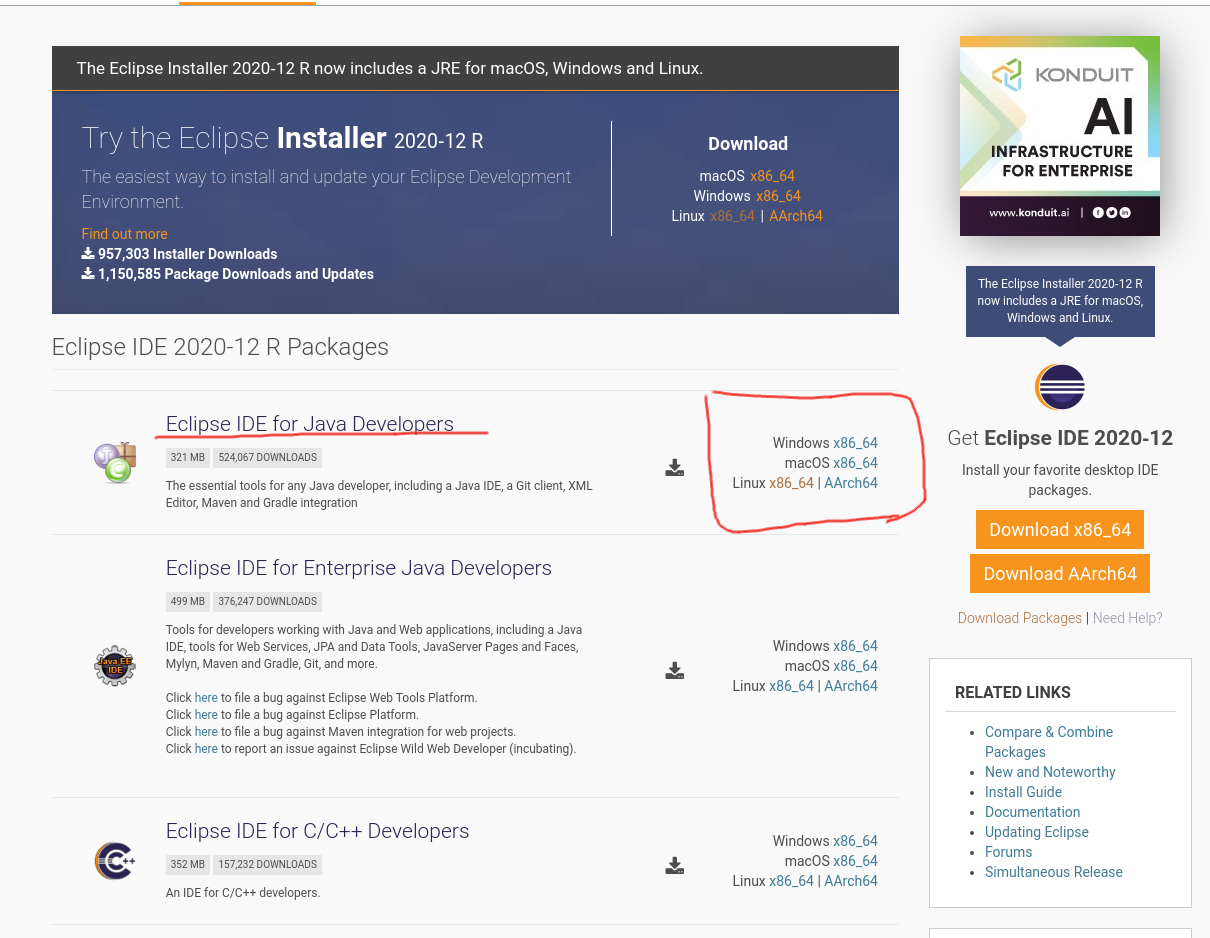 The Eclipse Installer 2020-12 R now includes a JRE for macOS, Windows and Linux.
Try the Eclipse Installer 2020-12 R
The easiest way to install and update your Eclipse Development
Environment.
Find out more
957,303 Installer Downloads
1,150,585 Package Downloads and Updates
Download
macOS x86_64
Windows x86_64
Linux x86_64 | AArch64
Eclipse IDE 2020-12 R Packages
Eclipse IDE for Java Developers
321 MB 524,067 DOWNLOADS
The essential tools for any Java developer, including a Java IDE, a Git client, XML
Editor, Maven and Gradle integration
Windows x86_64
macOS x86_64
Linux x86_64 | AArch64
Java EE
IDE
Eclipse IDE for Enterprise Java Developers
499 MB 376,247 DOWNLOADS
Tools for developers working with Java and Web applications, including a Java
IDE, tools for Web Services, JPA and Data Tools, JavaServer Pages and Faces,
Mylyn, Maven and Gradle, Git, and more.
Click here to file a bug against Eclipse Web Tools Platform.
Click here to file a bug against Eclipse Platform.
Click here to file a bug against Maven integration for web projects.
Click here to report an issue against Eclipse Wild Web Developer (incubating).
Windows x86_64
macOS x86_64
Linux x86_64 | AArch64
C++
Eclipse IDE for C/C++ Developers
352 MB 157,232 DOWNLOADS
An IDE for C/C++ developers.
Windows x86_64
macOS x86_64
Linux x86_64 | AArch64
KONDUIT
AI
INFRASTRUCTURE
FOR ENTERPRISE
www.konduit.ai |
The Eclipse Installer 2020-12 R
now includes a JRE for macOS,
Windows and Linux.
Get Eclipse IDE 2020-12
Install your favorite desktop IDE
packages.
Download x86_64
Download AArch64
Download Packages | Need Help?
RELATED LINKS
Compare & Combine
Packages
New and Noteworthy
Install Guide
Documentation
Updating Eclipse
Forums
Simultaneous Release